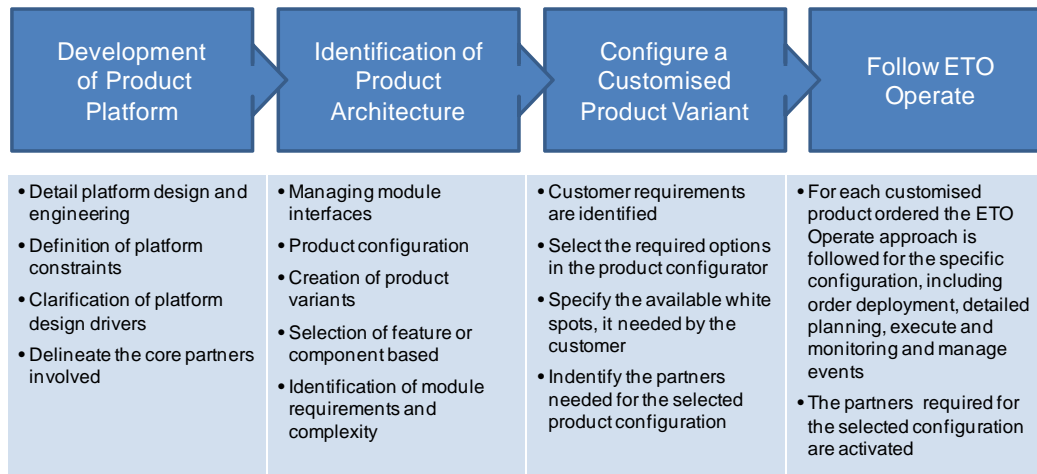 Development
of Product
Platform
Identification of
Product
Architecture
Configure a
Customised
Product Variant
Follow ETO
Operate
• Detail platform design and
engineering
• Definition of platform
constraints
• Clarification of platform
design drivers
• Delineate the core partners
involved
• Managing module
interfaces
• Product configuration
• Creation of product
variants
• Selection of feature or
component based
• Identification of module
requirements and
complexity
• Customer requirements
are identified
• Select the required options
in the product configurator
• Specify the available white
spots, it needed by the
customer
• Indentify the partners
needed for the selected
product configuration
• For each customised
product ordered the ETO
Operate approach is
followed for the specific
configuration, including
order deployment, detailed
planning, execute and
monitoring and manage
events
• The partners required for
the selected configuration
are activated